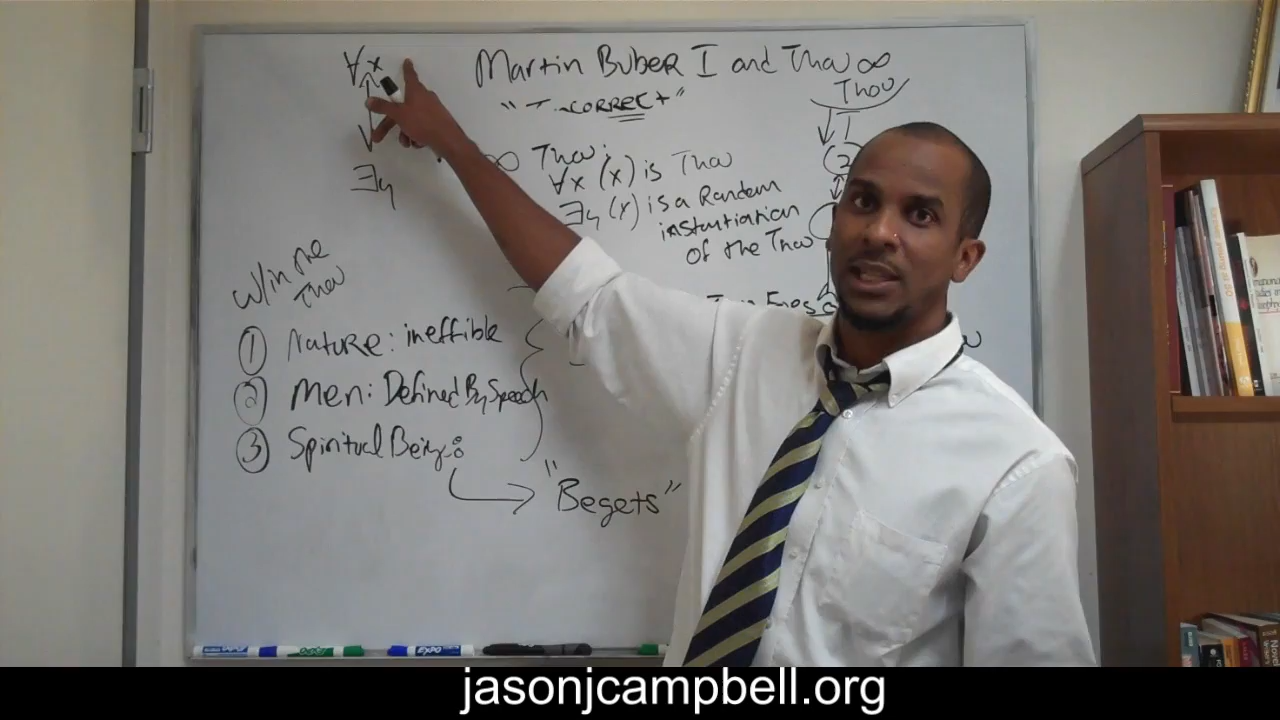 ∀x
Martin Buber I and Thou ∞
Thou
∃y
∞ Thou:
∀x (x) is Thou
∃y (y) is a Random
instantiation
of the Thou
w/in the
Thou
① Nature: ineffible
② Men: Defined By Speech
③ Spiritual Beings:
"Begets"
EXPO
jasonjcampbell.org